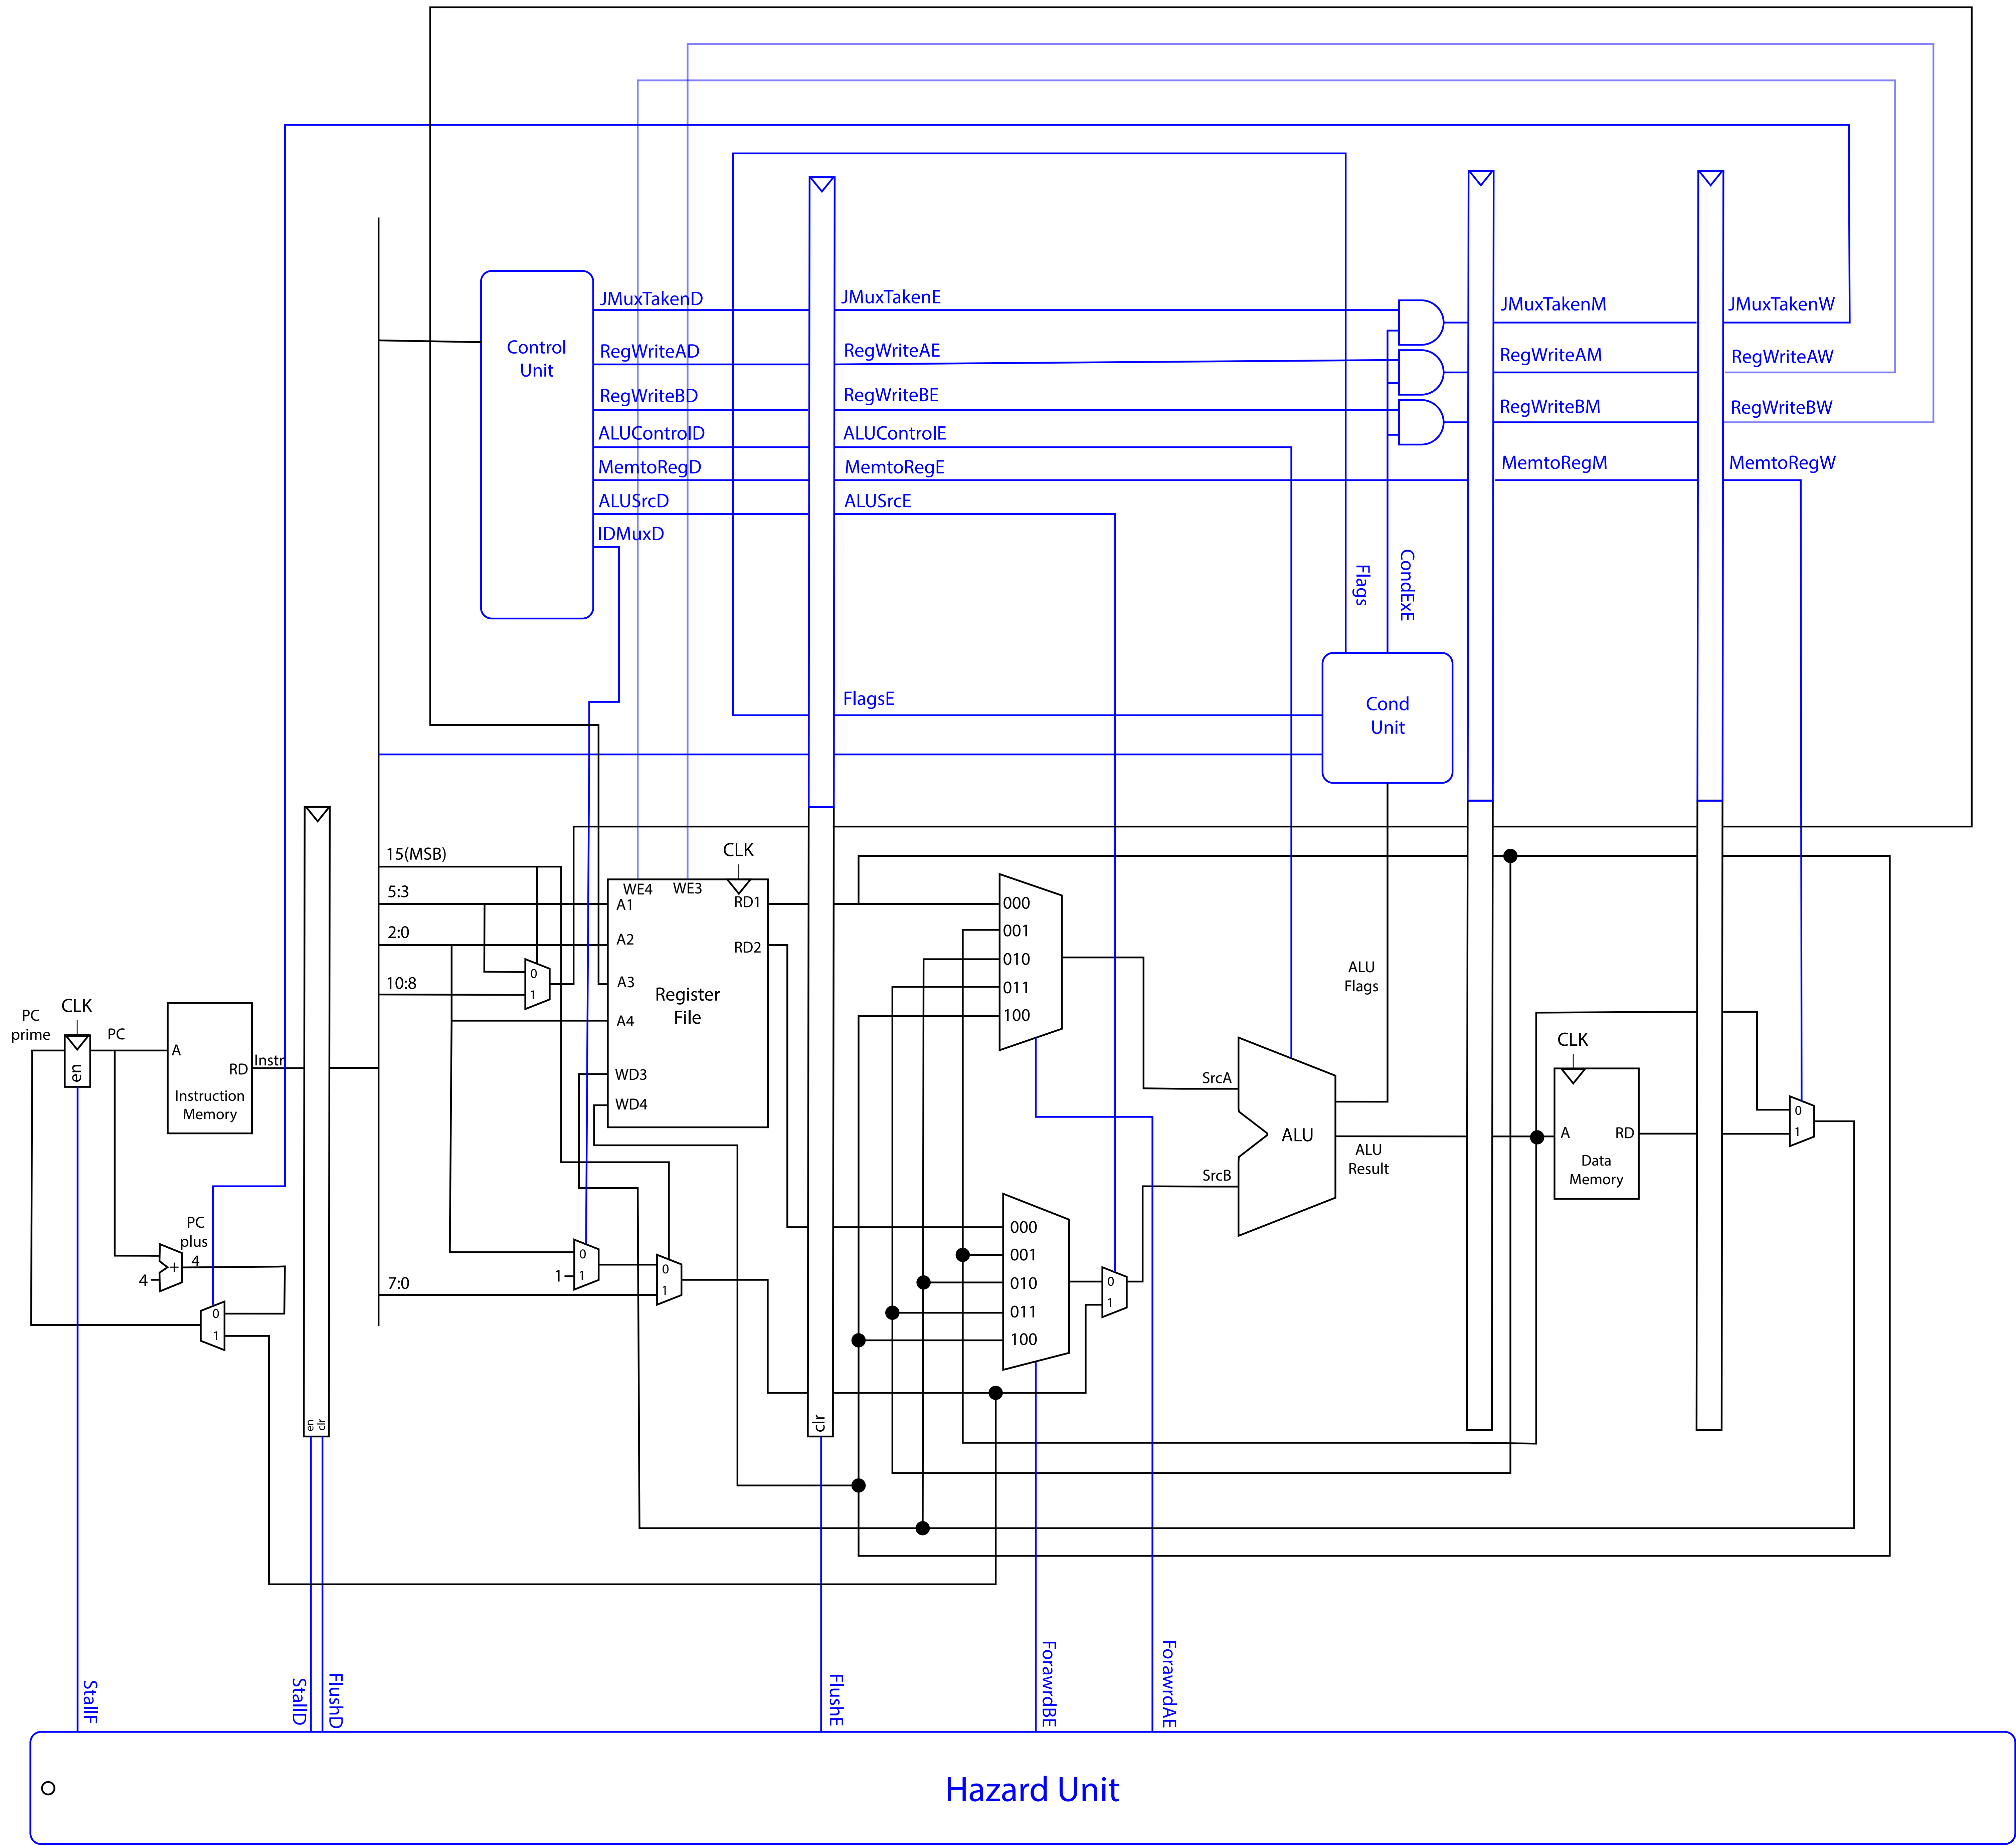 JMuxTakenD
JMuxTakenE
JMuxTakenM
JMuxTakenW
Control
Unit
RegWriteAD
RegWriteAE
RegWriteAM
RegWriteAW
RegWriteBD
RegWriteBE
RegWriteBM
RegWriteBW
ALUControlD
ALUControlE
MemtoRegD
MemtoRegE
MemtoRegM
MemtoRegW
ALUSrcD
ALUSrcE
IDMuxD
Flags
CondExE
FlagsE
Cond
Unit
15(MSB)
5:3
2:0
10:8
7:0
CLK
WE4
WE3
A1
RD1
A2
RD2
A3
A4
WD3
WD4
Register
File
0
1
000
001
010
011
100
ALU
Flags
PC
prime
CLK
PC
en
A
RD
Instr
Instruction
Memory
SrcA
SrcB
ALU
ALU
Result
CLK
A
RD
Data
Memory
0
1
PC
plus
4
4
+
0
1
1
0
1
0
1
000
001
010
011
100
0
1
en
clr
clr
StallF
StallD
FlushD
FlushE
ForawrdBE
ForawrdAE
Hazard Unit